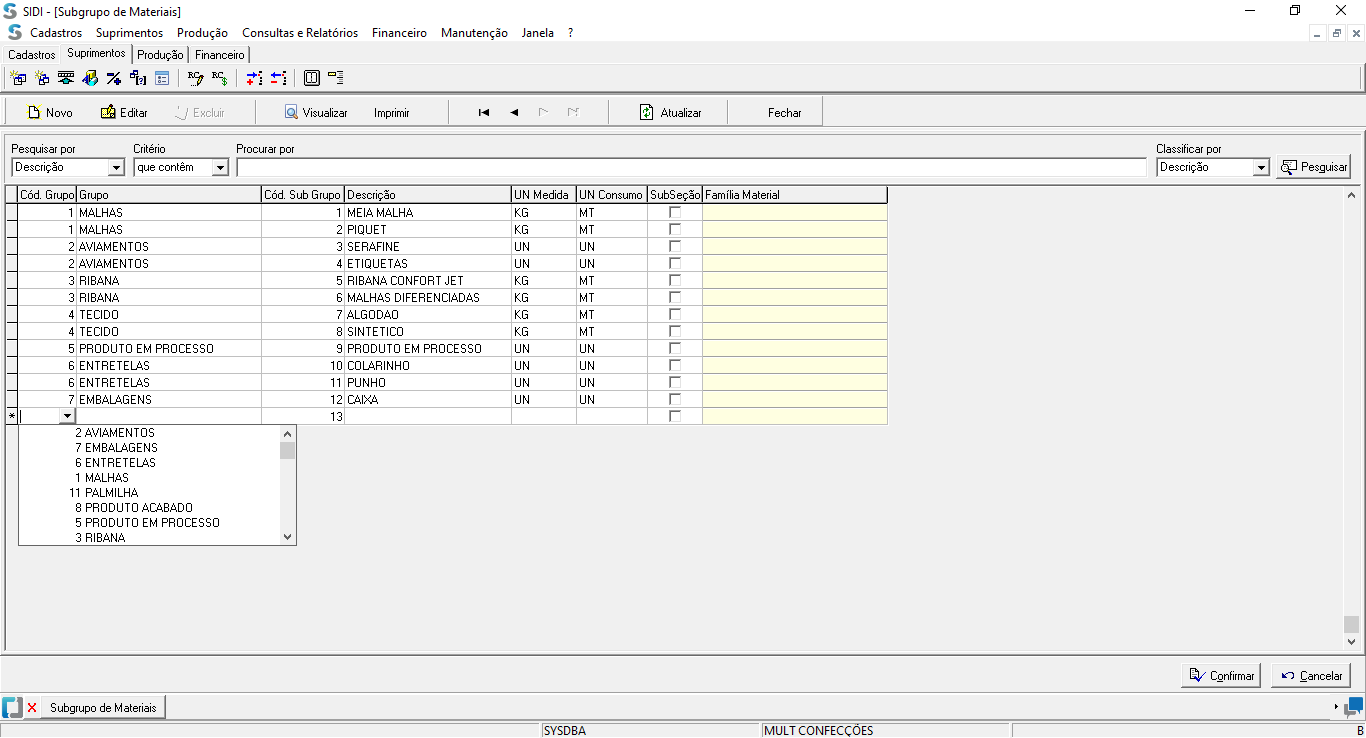 SIDI - [Subgrupo de Materiais]
Cadastros Suprimentos Produção Consultas e Relatórios Financeiro Manutenção Janela ?
Cadastros Suprimentos Produção Financeiro
Novo Editar Excluir Visualizar Imprimir Atualizar Fechar
Pesquisar por Critério Procurar por Classificar por
Descrição que contêm Descrição Pesquisar
Cód. Grupo Grupo Cód. Sub Grupo Descrição UN Medida UN Consumo SubSeção Família Material
1 MALHAS 1 MEIA MALHA KG MT
1 MALHAS 2 PIQUET KG MT
2 AVIAMENTOS 3 SERAFINE UN UN
2 AVIAMENTOS 4 ETIQUETAS UN UN
3 RIBANA 5 RIBANA CONFORT JET KG MT
3 RIBANA 6 MALHAS DIFERENCIADAS KG MT
4 TECIDO 7 ALGODAO KG MT
4 TECIDO 8 SINTETICO KG MT
5 PRODUTO EM PROCESSO 9 PRODUTO EM PROCESSO UN UN
6 ENTRETELAS 10 COLARINHO UN UN
6 ENTRETELAS 11 PUNHO UN UN
7 EMBALAGENS 12 CAIXA UN UN
* 13
2 AVIAMENTOS
7 EMBALAGENS
6 ENTRETELAS
1 MALHAS
11 PALMILHA
8 PRODUTO ACABADO
5 PRODUTO EM PROCESSO
3 RIBANA
Confirmar Cancelar
Subgrupo de Materiais
SYSDBA MULT CONFECÇÕES B